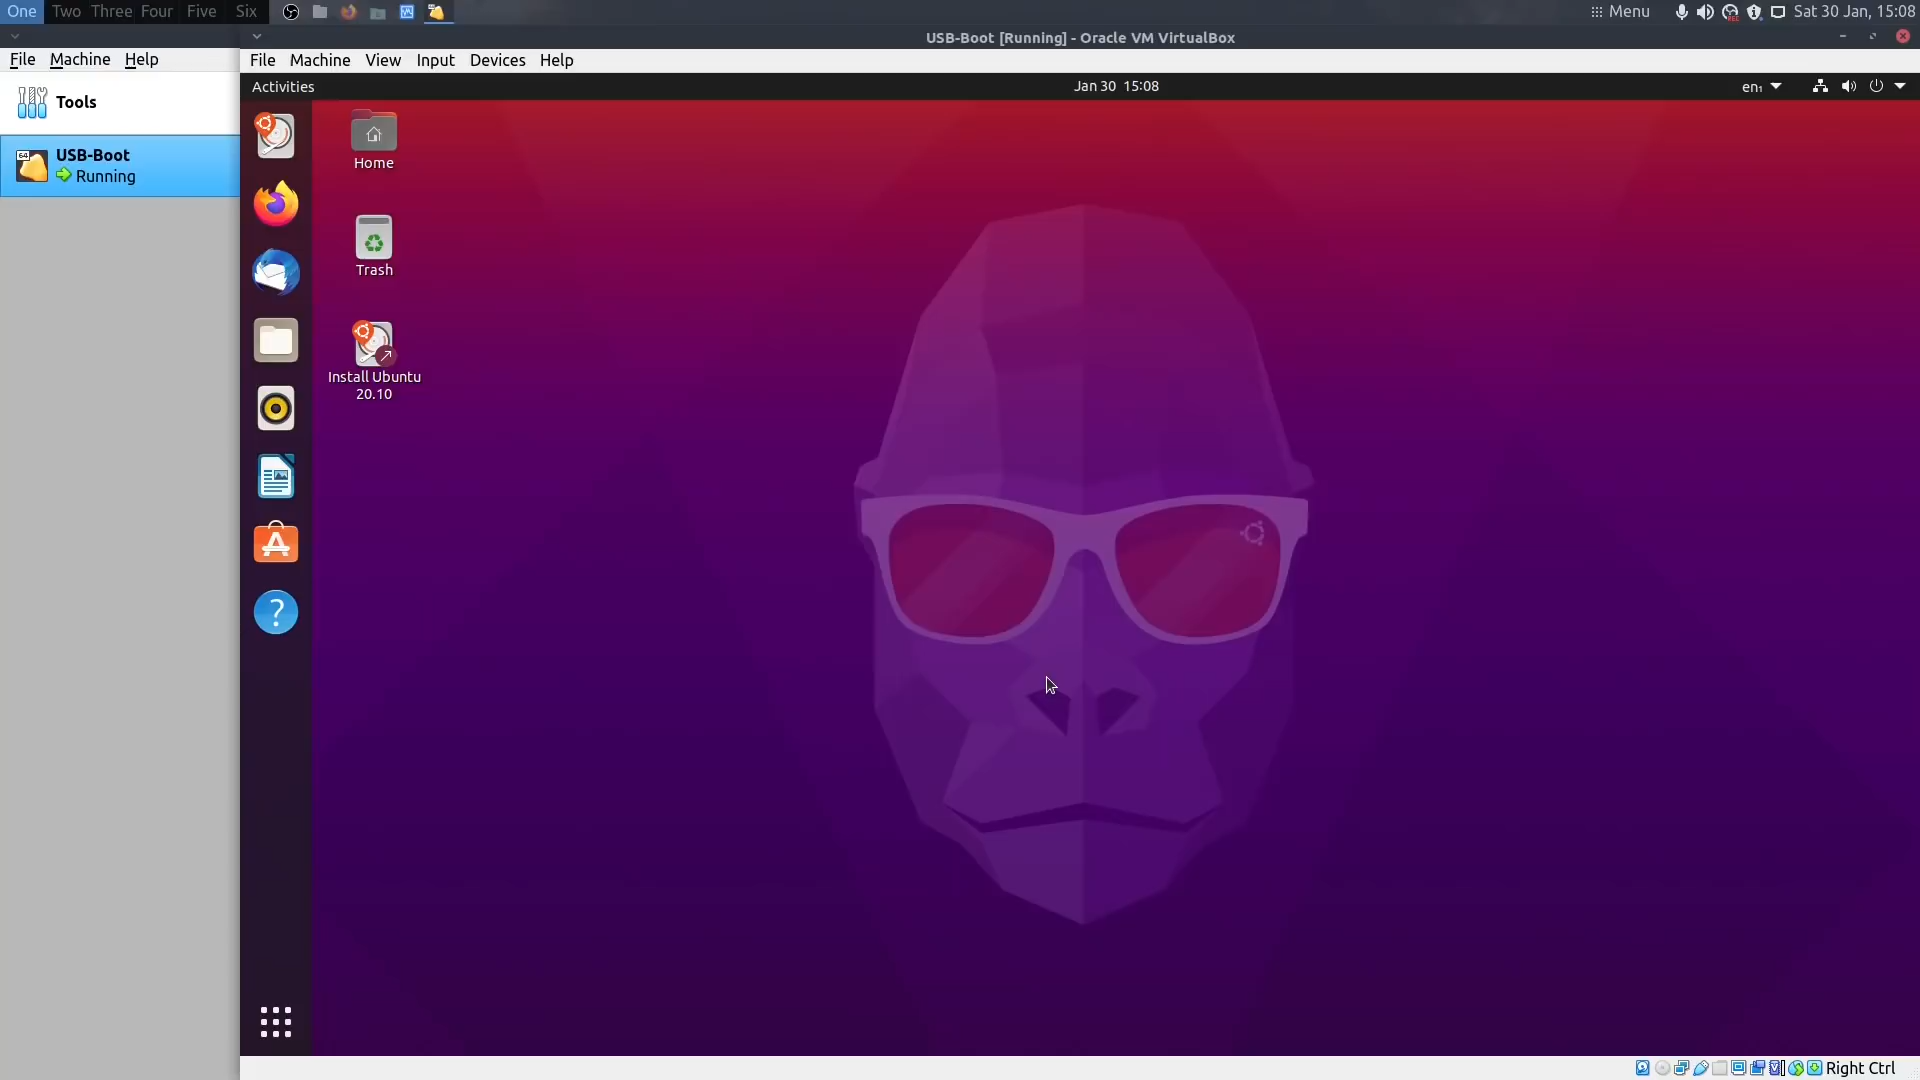 One Two Three Four Five Six
Menu
Sat 30 Jan, 15:08
USB-Boot [Running] - Oracle VM VirtualBox
File Machine Help
File Machine View Input Devices Help
Activities
Jan 30 15:08
en₁
Tools
64
USB-Boot
Running
Home
Trash
Install Ubuntu
20.10
?
Right Ctrl